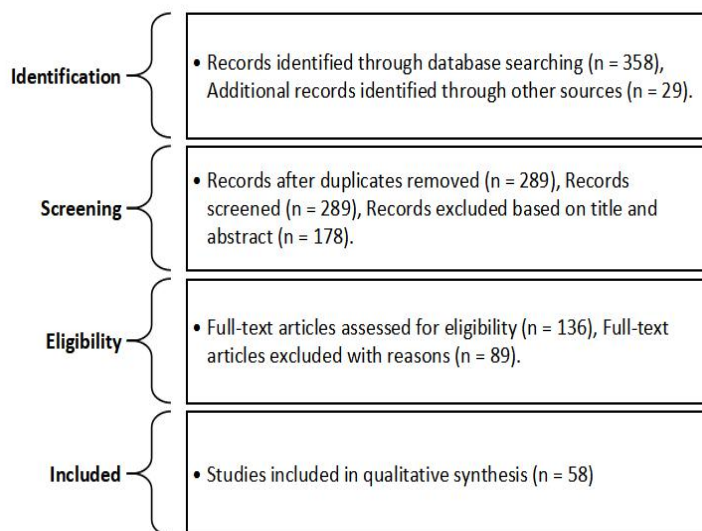 Identification
• Records identified through database searching (n = 358),
Additional records identified through other sources (n = 29).
Screening
• Records after duplicates removed (n = 289), Records
screened (n = 289), Records excluded based on title and
abstract (n = 178).
Eligibility
• Full-text articles assessed for eligibility (n = 136), Full-text
articles excluded with reasons (n = 89).
Included
• Studies included in qualitative synthesis (n = 58)